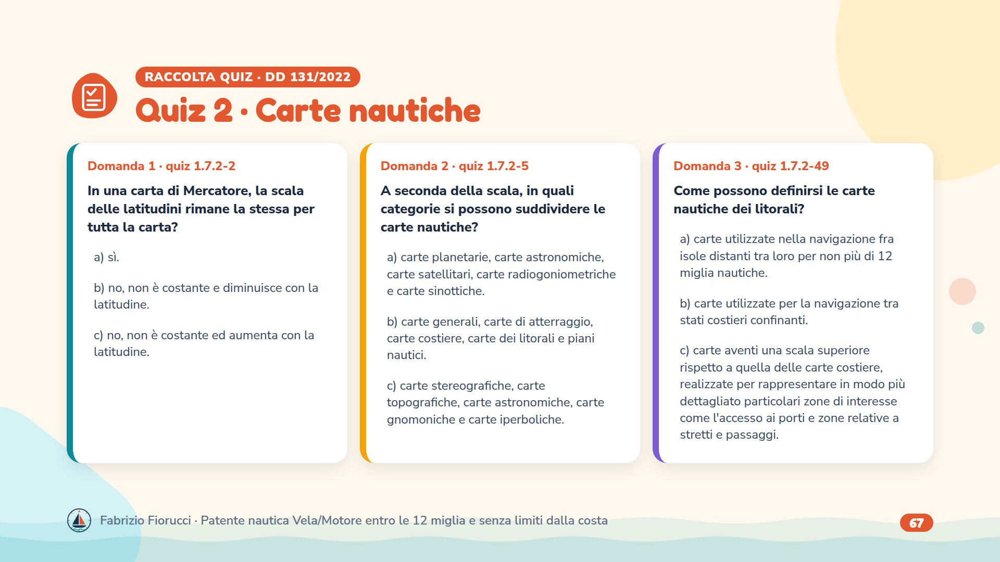 RACCOLTA QUIZ · DD 131/2022
Quiz 2 · Carte nautiche
Domanda 1 · quiz 1.7.2-2
In una carta di Mercatore, la scala
delle latitudini rimane la stessa per
tutta la carta?
a) sì.
b) no, non è costante e diminuisce con la
latitudine.
c) no, non è costante ed aumenta con la
latitudine.
Domanda 2 · quiz 1.7.2-5
A seconda della scala, in quali
categorie si possono suddividere le
carte nautiche?
a) carte planetarie, carte astronomiche,
carte satellitari, carte radiogoniometriche
e carte sinottiche.
b) carte generali, carte di atterraggio,
carte costiere, carte dei litorali e piani
nautici.
c) carte stereografiche, carte
topografiche, carte astronomiche, carte
gnomoniche e carte iperboliche.
Domanda 3 · quiz 1.7.2-49
Come possono definirsi le carte
nautiche dei litorali?
a) carte utilizzate nella navigazione fra
isole distanti tra loro per non più di 12
miglia nautiche.
b) carte utilizzate per la navigazione tra
stati costieri confinanti.
c) carte aventi una scala superiore
rispetto a quella delle carte costiere,
realizzate per rappresentare in modo più
dettagliato particolari zone di interesse
come l'accesso ai porti e zone relative a
stretti e passaggi.
Fabrizio Fiorucci · Patente nautica Vela/Motore entro le 12 miglia e senza limiti dalla costa
67